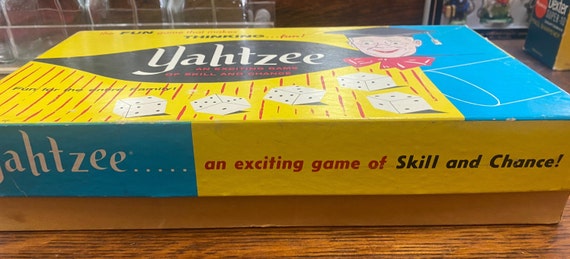 the FUN game that makes
THINKING... fun!
Yahtzee
AN EXCITING GAME
OF SKILL AND CHANCE
Fun for the entire family!
ahtzee®..... an exciting game of Skill and Chance!